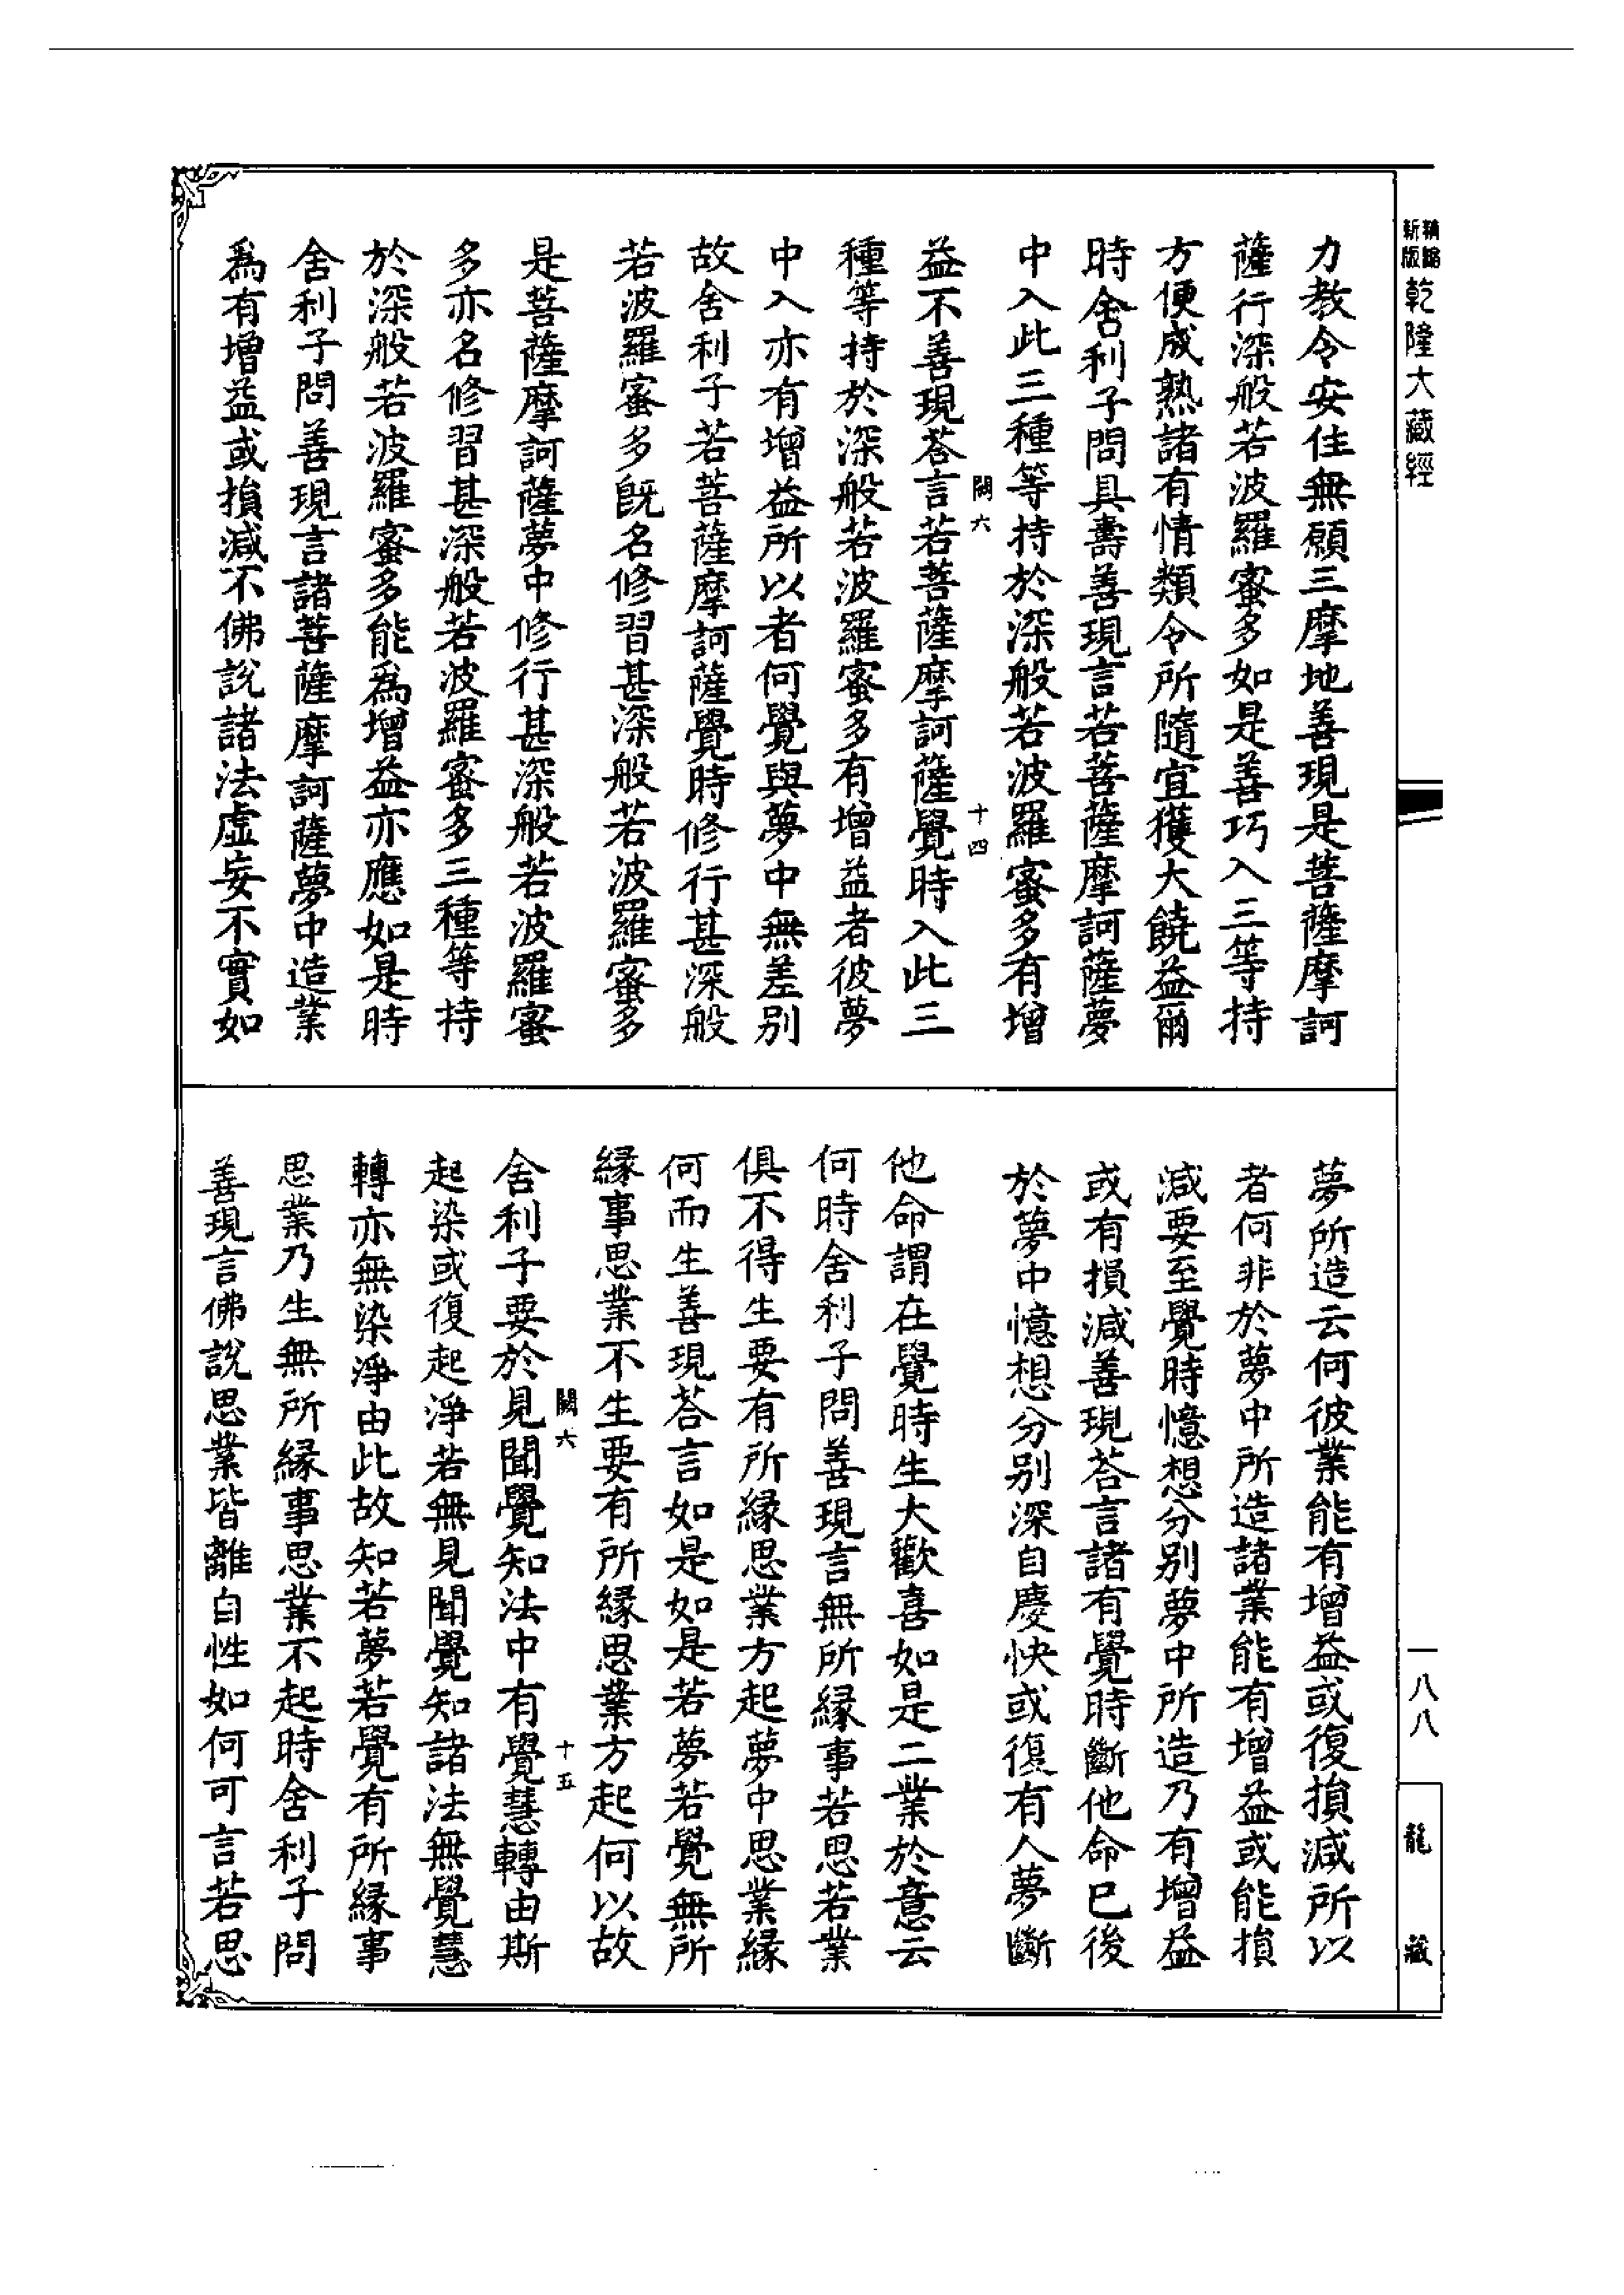 精繕
新版
乾隆大藏經
力教令安住無願三摩地善現是菩薩摩訶
薩行深般若波羅蜜多如是善巧入三等持
方便成熟諸有情類令所隨宜獲大饒益爾
時舍利子問具壽善現言若菩薩摩訶薩夢
中入此三種等持於深般若波羅蜜多有增
闕六
十四
益不善現荅言若菩薩摩訶薩覺時入此三
種等持於深般若波羅蜜多有增益者彼夢
中入亦有增益所以者何覺與夢中無差別
故舍利子若菩薩摩訶薩覺時修行甚深般
若波羅蜜多旣名修習甚深般若波羅蜜多
是菩薩摩訶薩夢中修行甚深般若波羅蜜
多亦名修習甚深般若波羅蜜多三種等持
於深般若波羅蜜多能爲增益亦應如是時
舍利子問善現言諸菩薩摩訶薩夢中造業
爲有增益或損減不佛說諸法虛妄不實如
夢所造云何彼業能有增益或復損減所以
者何非於夢中所造諸業能有增益或能損
減要至覺時憶想分別夢中所造乃有增益
或有損減善現荅言諸有覺時斷他命已後
於夢中憶想分別深自慶快或復有人夢斷
他命謂在覺時生大歡喜如是二業於意云
何時舍利子問善現言無所緣事若思若業
俱不得生要有所緣思業方起夢中思業緣
何而生善現荅言如是如是若夢若覺無所
緣事思業不生要有所緣思業方起何以故
闕六
十五
舍利子要於見聞覺知法中有覺慧轉由斯
起染或復起淨若無見聞覺知諸法無覺慧
轉亦無染淨由此故知若夢若覺有所緣事
思業乃生無所緣事思業不起時舍利子問
善現言佛說思業皆離自性如何可言若思
一八八
龍藏